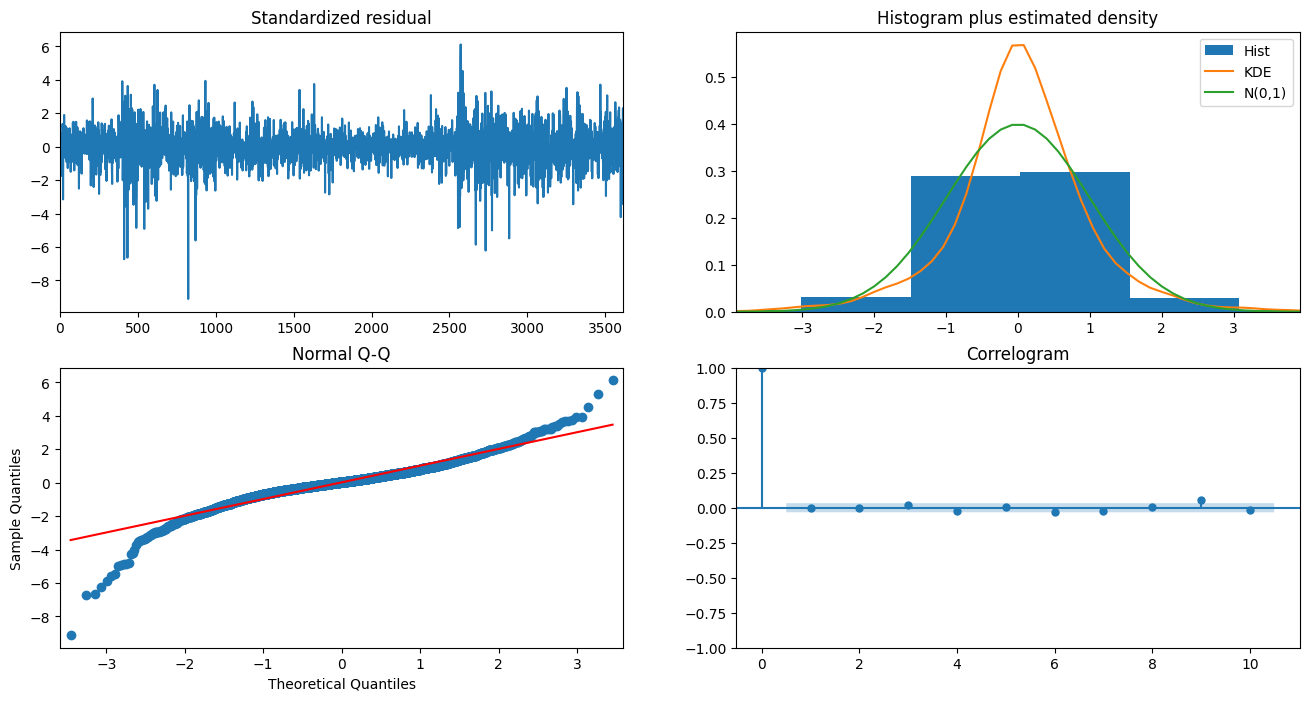 Standardized residual
6
4
2
0
−2
−4
−6
−8
0 500 1000 1500 2000 2500 3000 3500
Histogram plus estimated density
Hist
KDE
N(0,1)
0.5
0.4
0.3
0.2
0.1
0.0
−3 −2 −1 0 1 2 3
Normal Q-Q
Sample Quantiles
6
4
2
0
−2
−4
−6
−8
−3 −2 −1 0 1 2 3
Theoretical Quantiles
Correlogram
1.00
0.75
0.50
0.25
0.00
−0.25
−0.50
−0.75
−1.00
0 2 4 6 8 10